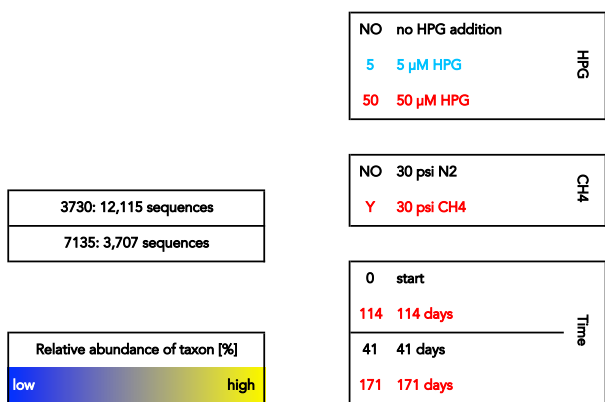 NO no HPG addition
5 5 µM HPG
50 50 µM HPG
HPG
NO 30 psi N2
Y 30 psi CH4
CH4
3730: 12,115 sequences
7135: 3,707 sequences
0 start
114 114 days
41 41 days
171 171 days
Time
Relative abundance of taxon [%]
low high